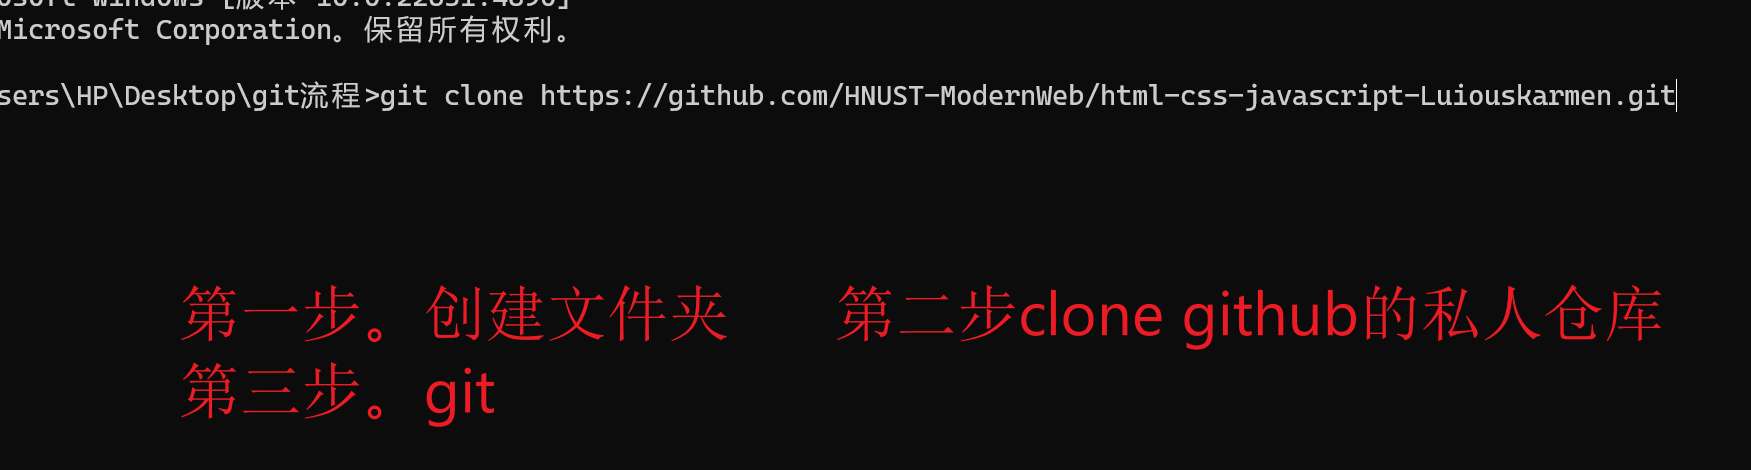 Microsoft Corporation。保留所有权利。
sers\HP\Desktop\git流程>git clone https://github.com/HNUST-ModernWeb/html-css-javascript-Luiouskarmen.git
第一步。创建文件夹 第二步clone github的私人仓库
第三步。git